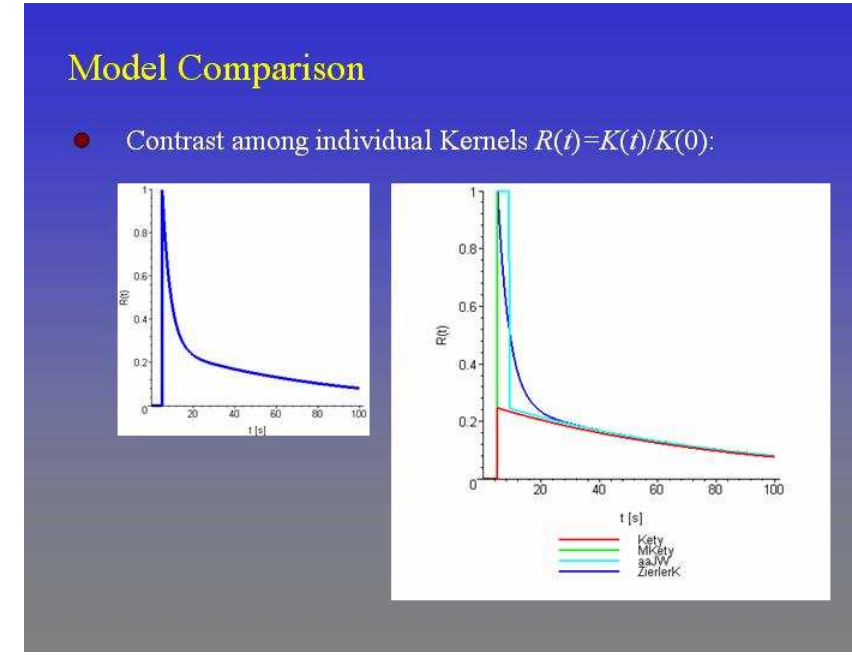 Model Comparison
Contrast among individual Kernels R(t)=K(t)/K(0):
1
0.8
0.6
R(t)
0.4
0.2
0
20 40 60 80 100
t [s]
1
0.8
0.6
R(t)
0.4
0.2
0
20 40 60 80 100
t [s]
Kety
MKety
aaJW
ZierlerK